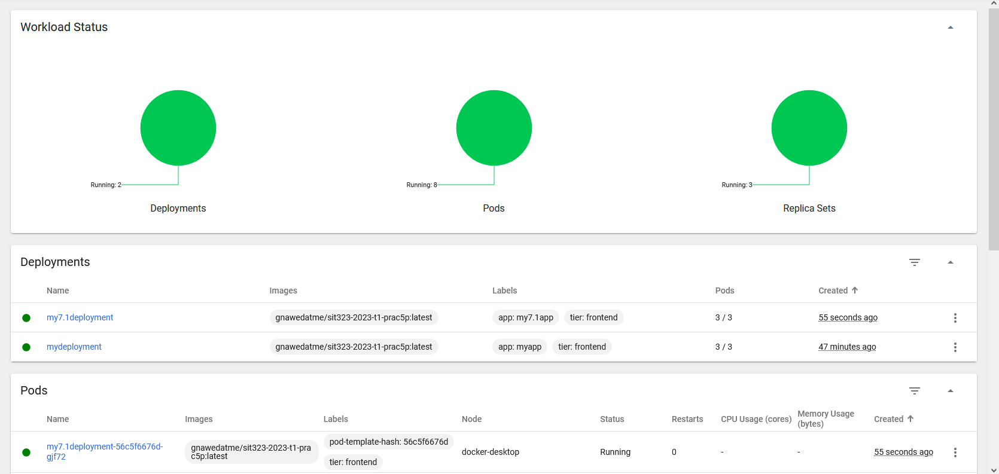 Workload Status
Running: 2
Running: 8
Running: 3
Deployments
Pods
Replica Sets
Deployments
Name Images Labels Pods Created
my7.1deployment gnawedatme/sit323-2023-t1-prac5p:latest app: my7.1app tier: frontend 3 / 3 55 seconds ago
mydeployment gnawedatme/sit323-2023-t1-prac5p:latest app: myapp tier: frontend 3 / 3 47 minutes ago
Pods
Name Images Labels Node Status Restarts CPU Usage (cores) Memory Usage (bytes) Created
my7.1deployment-56c5f6676d-
gjf72
gnawedatme/sit323-2023-t1-pra
c5p:latest
pod-template-hash: 56c5f6676d
tier: frontend
docker-desktop Running 0 - - 55 seconds ago